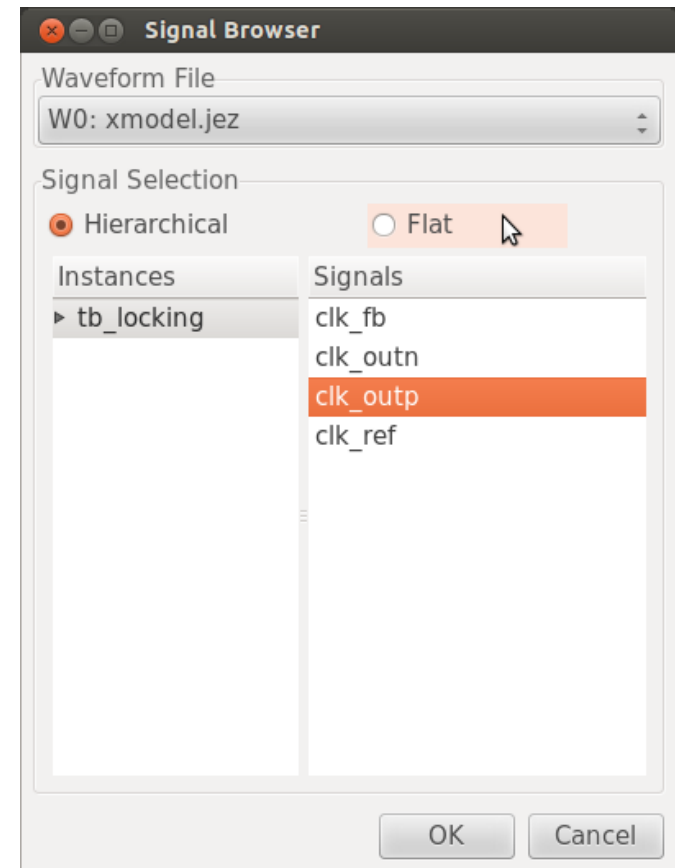 Signal Browser
Waveform File
W0: xmodel.jez
Signal Selection
Hierarchical
Flat
Instances
Signals
tb_locking
clk_fb
clk_outn
clk_outp
clk_ref
OK
Cancel